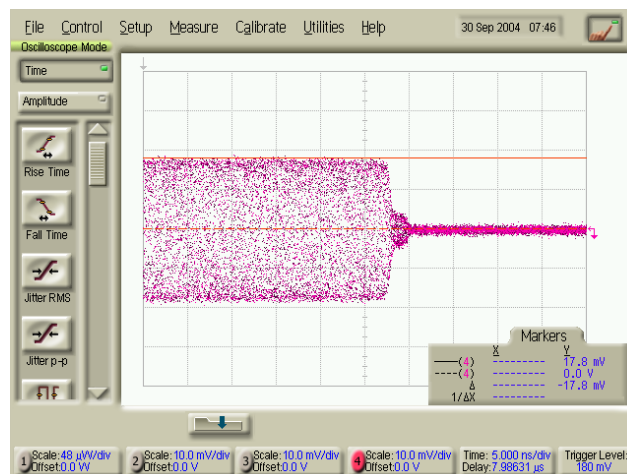 File Control Setup Measure Calibrate Utilities Help 30 Sep 2004 07:46
Oscilloscope Mode
Time
Amplitude
Rise Time
Fall Time
Jitter RMS
Jitter p-p
Markers
X Y
——(4) --------- 17.8 mV
----(4) --------- 0.0 V
Δ --------- -17.8 mV
1/ΔX ---------
1 Scale:48 µW/div Offset:0.0 W
2 Scale:10.0 mV/div Offset:0.0 V
3 Scale:10.0 mV/div Offset:0.0 V
4 Scale:10.0 mV/div Offset:0.0 V
Time: 5.000 ns/div Delay:7.98631 µs
Trigger Level: 180 mV